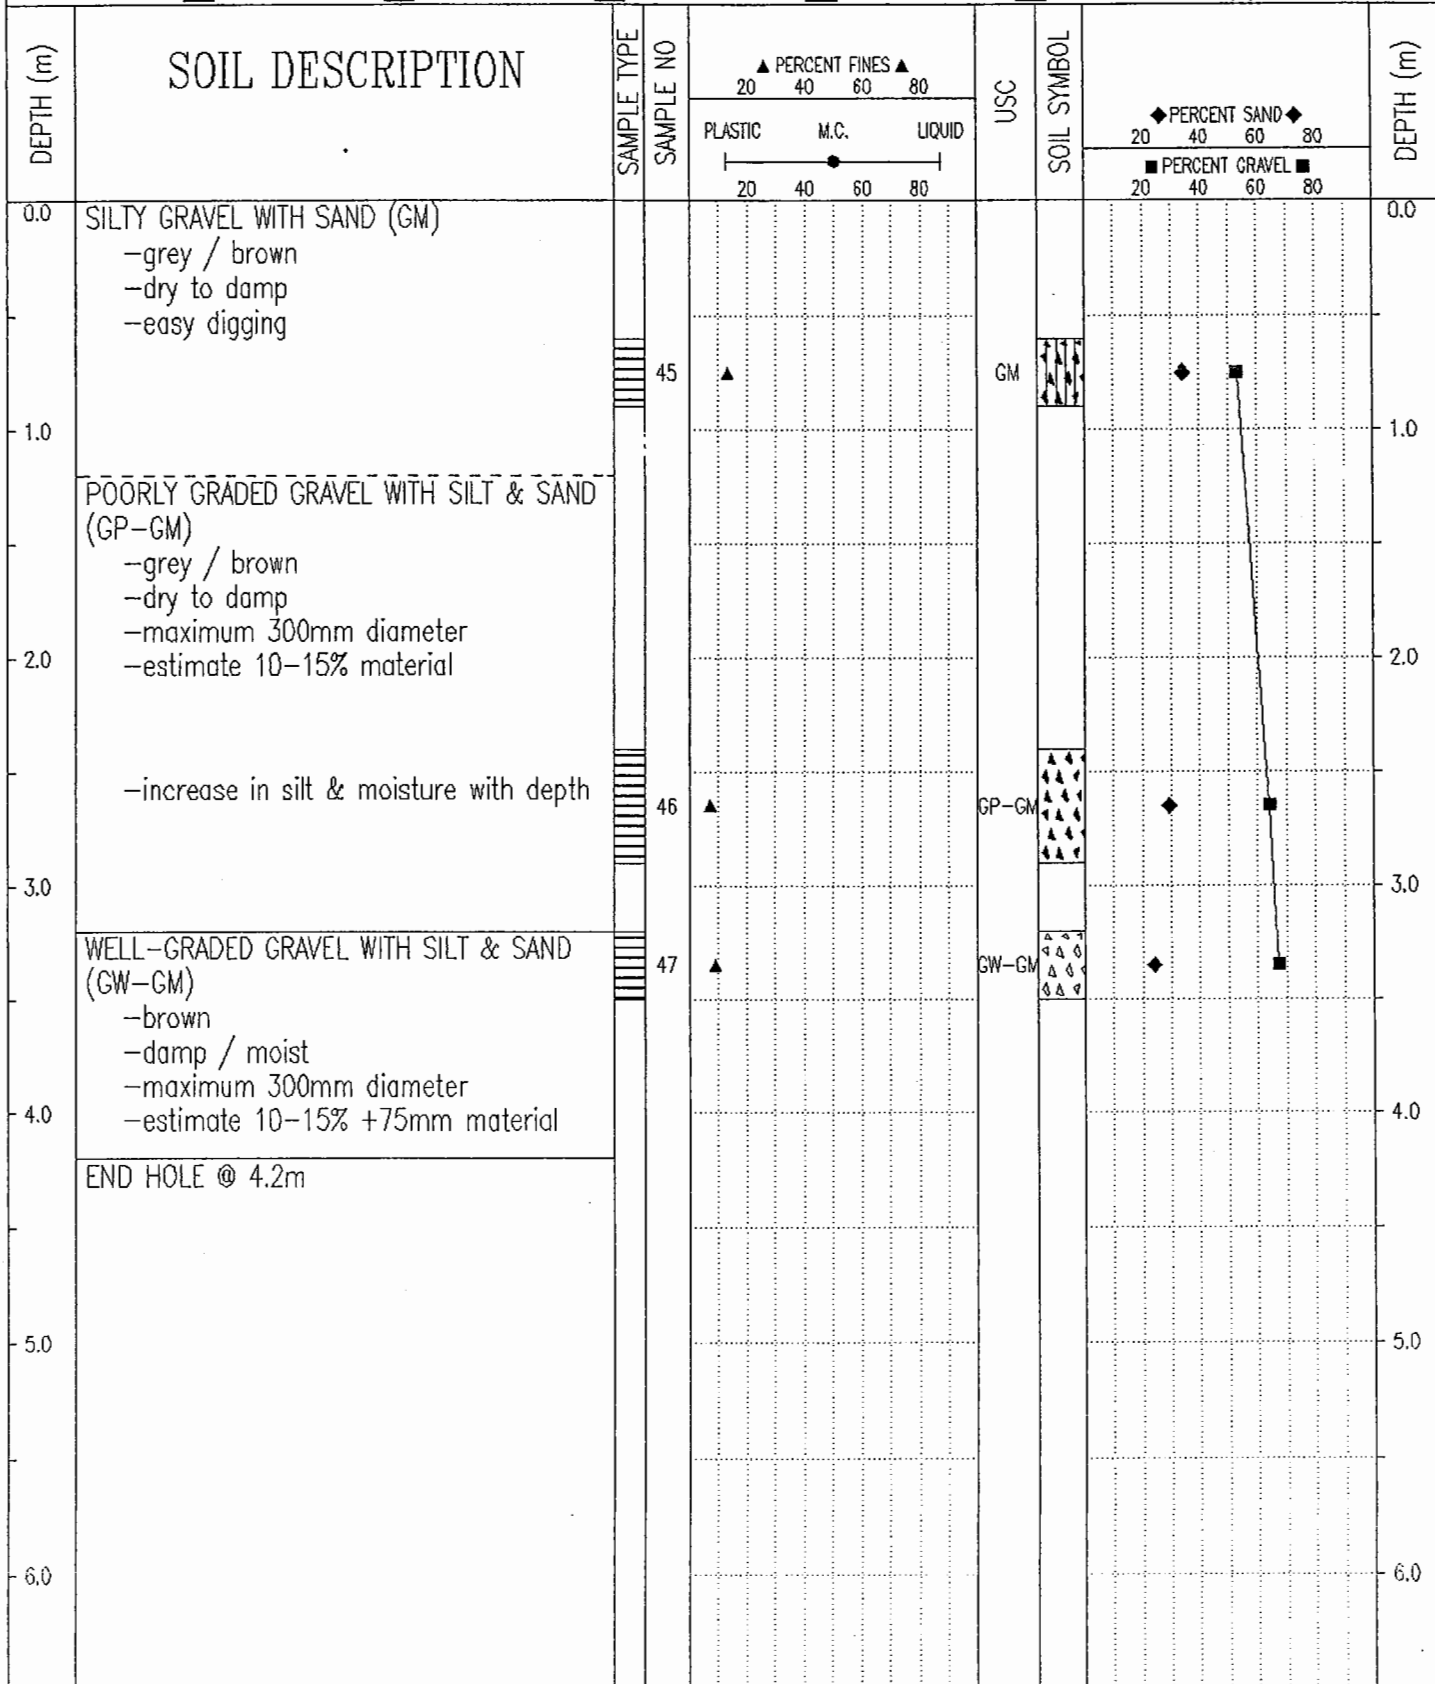 DEPTH (m)
SOIL DESCRIPTION
SAMPLE TYPE
SAMPLE NO
▲ PERCENT FINES ▲
20 40 60 80
PLASTIC M.C. LIQUID
20 40 60 80
USC
SOIL SYMBOL
◆ PERCENT SAND ◆
20 40 60 80
■ PERCENT GRAVEL ■
20 40 60 80
DEPTH (m)
0.0
SILTY GRAVEL WITH SAND (GM)
0.0
-grey / brown
-dry to damp
-easy digging
45
GM
1.0
1.0
POORLY GRADED GRAVEL WITH SILT & SAND
(GP-GM)
-grey / brown
-dry to damp
-maximum 300mm diameter
2.0
-estimate 10-15% material
2.0
-increase in silt & moisture with depth
46
GP-GM
3.0
3.0
WELL-GRADED GRAVEL WITH SILT & SAND
47
GW-GM
(GW-GM)
-brown
-damp / moist
-maximum 300mm diameter
4.0
-estimate 10-15% +75mm material
4.0
END HOLE @ 4.2m
5.0
5.0
6.0
6.0